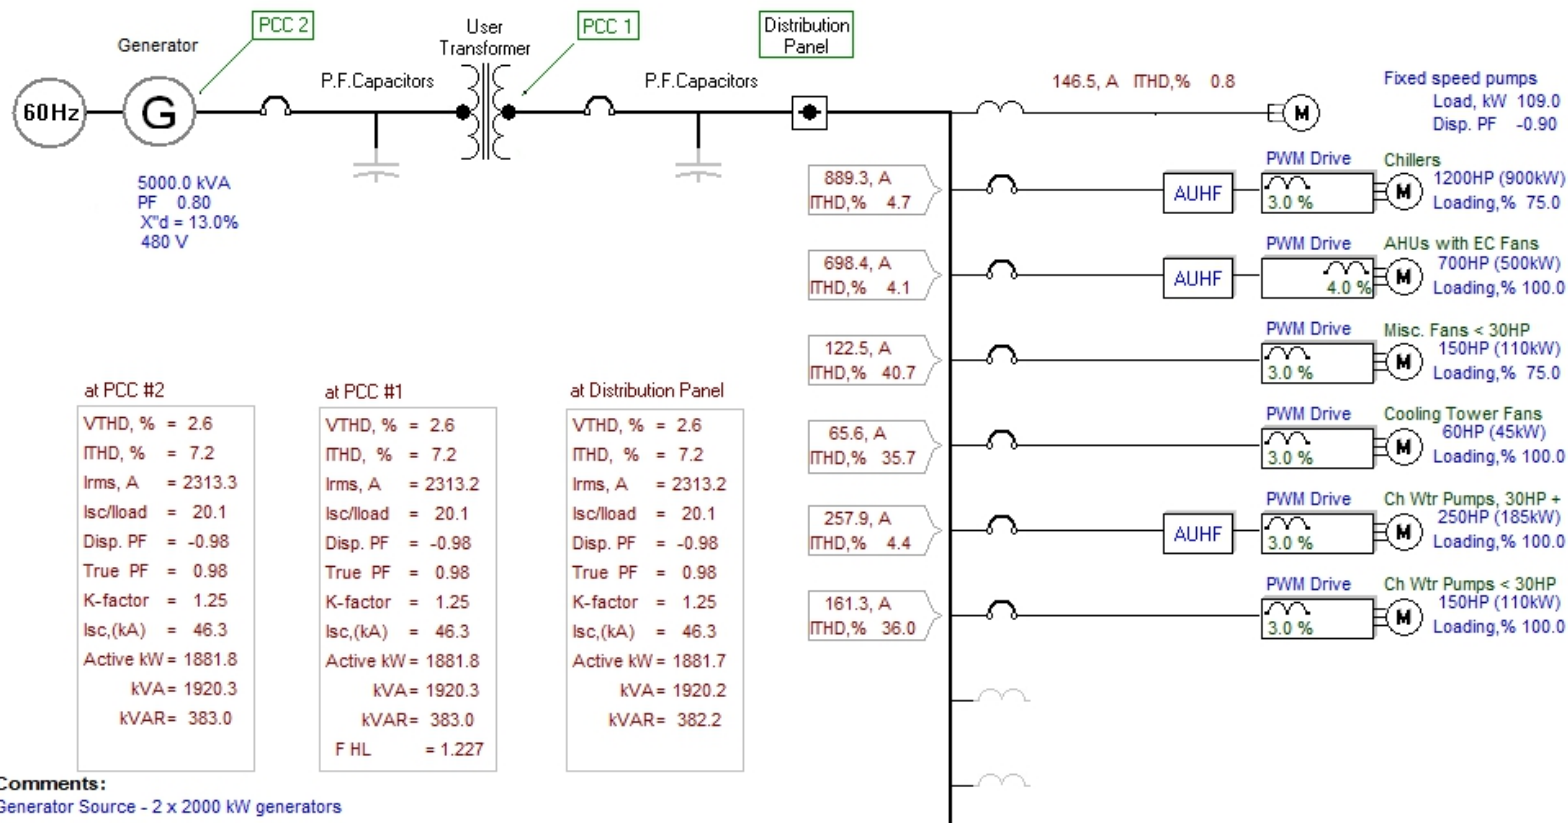 PCC 2
User
Transformer
PCC 1
Distribution
Panel
Generator
P.F.Capacitors
P.F.Capacitors
60Hz
G
5000.0 kVA
PF 0.80
X"d = 13.0%
480 V
146.5, A ITHD,% 0.8
M
Fixed speed pumps
Load, kW 109.0
Disp. PF -0.90
889.3, A
ITHD,% 4.7
AUHF
PWM Drive
3.0 %
M
Chillers
1200HP (900kW)
Loading,% 75.0
698.4, A
ITHD,% 4.1
AUHF
PWM Drive
4.0 %
M
AHUs with EC Fans
700HP (500kW)
Loading,% 100.0
122.5, A
ITHD,% 40.7
PWM Drive
3.0 %
M
Misc. Fans < 30HP
150HP (110kW)
Loading,% 75.0
65.6, A
ITHD,% 35.7
PWM Drive
3.0 %
M
Cooling Tower Fans
60HP (45kW)
Loading,% 100.0
257.9, A
ITHD,% 4.4
AUHF
PWM Drive
3.0 %
M
Ch Wtr Pumps, 30HP +
250HP (185kW)
Loading,% 100.0
161.3, A
ITHD,% 36.0
PWM Drive
3.0 %
M
Ch Wtr Pumps < 30HP
150HP (110kW)
Loading,% 100.0
at PCC #2
VTHD, % = 2.6
ITHD, % = 7.2
Irms, A = 2313.3
Isc/Iload = 20.1
Disp. PF = -0.98
True PF = 0.98
K-factor = 1.25
Isc,(kA) = 46.3
Active kW = 1881.8
kVA= 1920.3
kVAR= 383.0
at PCC #1
VTHD, % = 2.6
ITHD, % = 7.2
Irms, A = 2313.2
Isc/Iload = 20.1
Disp. PF = -0.98
True PF = 0.98
K-factor = 1.25
Isc,(kA) = 46.3
Active kW = 1881.8
kVA= 1920.3
kVAR= 383.0
F HL = 1.227
at Distribution Panel
VTHD, % = 2.6
ITHD, % = 7.2
Irms, A = 2313.2
Isc/Iload = 20.1
Disp. PF = -0.98
True PF = 0.98
K-factor = 1.25
Isc,(kA) = 46.3
Active kW = 1881.7
kVA= 1920.2
kVAR= 382.2
Comments:
Generator Source - 2 x 2000 kW generators